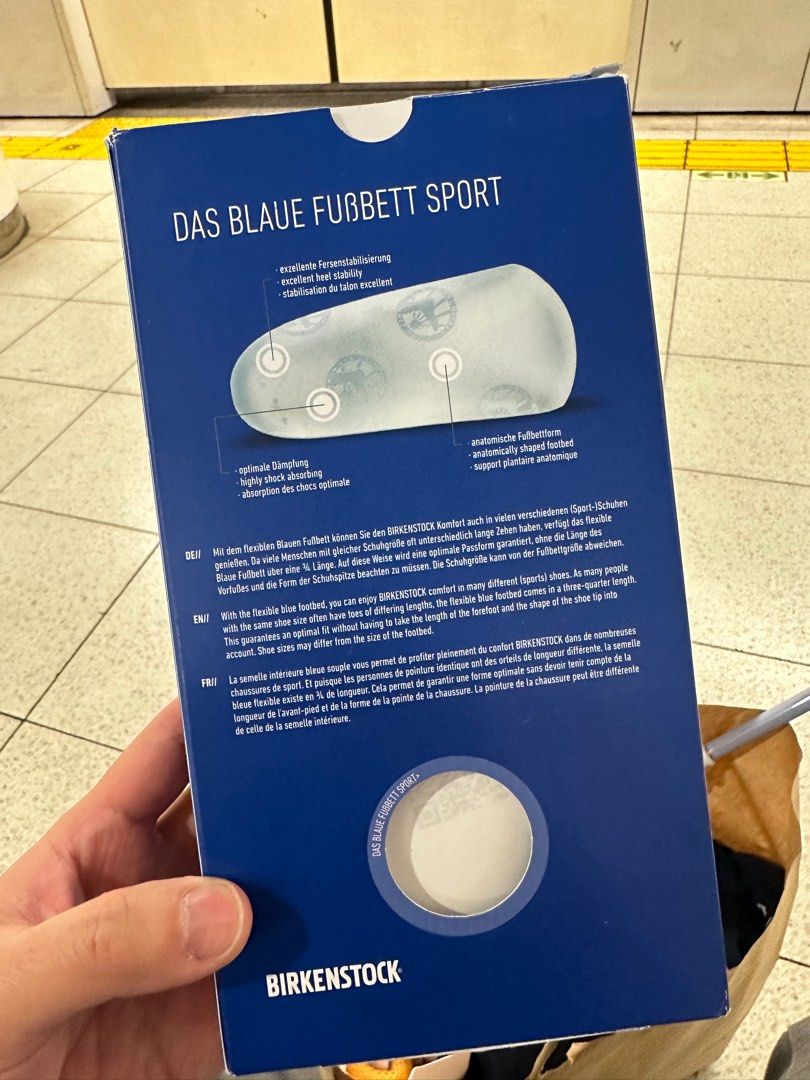 DAS BLAUE FUẞBETT SPORT
· exzellente Fersenstabilisierung
· excellent heel stability
· stabilisation du talon excellent
· optimale Dämpfung
· highly shock absorbing
· absorption des chocs optimale
· anatomische Fußbettform
· anatomically shaped footbed
· support plantaire anatomique
DE// Mit dem flexiblen Blauen Fußbett können Sie den BIRKENSTOCK Komfort auch in vielen verschiedenen (Sport-)Schuhen
genießen. Da viele Menschen mit gleicher Schuhgröße oft unterschiedlich lange Zehen haben, verfügt das flexible
Blaue Fußbett über eine ¾ Länge. Auf diese Weise wird eine optimale Passform garantiert, ohne die Länge des
Vorfußes und die Form der Schuhspitze beachten zu müssen. Die Schuhgröße kann von der Fußbettgröße abweichen.
EN// With the flexible blue footbed, you can enjoy BIRKENSTOCK comfort in many different (sports) shoes. As many people
with the same shoe size often have toes of differing lengths, the flexible blue footbed comes in a three-quarter length.
This guarantees an optimal fit without having to take the length of the forefoot and the shape of the shoe tip into
account. Shoe sizes may differ from the size of the footbed.
FR// La semelle intérieure bleue souple vous permet de profiter pleinement du confort BIRKENSTOCK dans de nombreuses
chaussures de sport. Et puisque les personnes de pointure identique ont des orteils de longueur différente, la semelle
bleue flexible existe en ¾ de longueur. Cela permet de garantir une forme optimale sans devoir tenir compte de la
longueur de l'avant-pied et de la forme de la pointe de la chaussure. La pointure de la chaussure peut être différente
de celle de la semelle intérieure.
DAS BLAUE FUẞBETT SPORT>
BIRKENSTOCK®